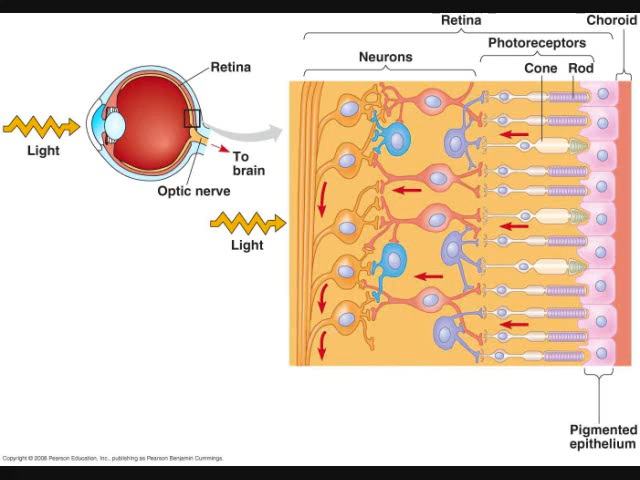 Retina
Choroid
Photoreceptors
Neurons
Cone
Rod
Retina
Light
To
brain
Optic nerve
Light
Pigmented
epithelium
Copyright © 2008 Pearson Education, Inc., publishing as Pearson Benjamin Cummings.